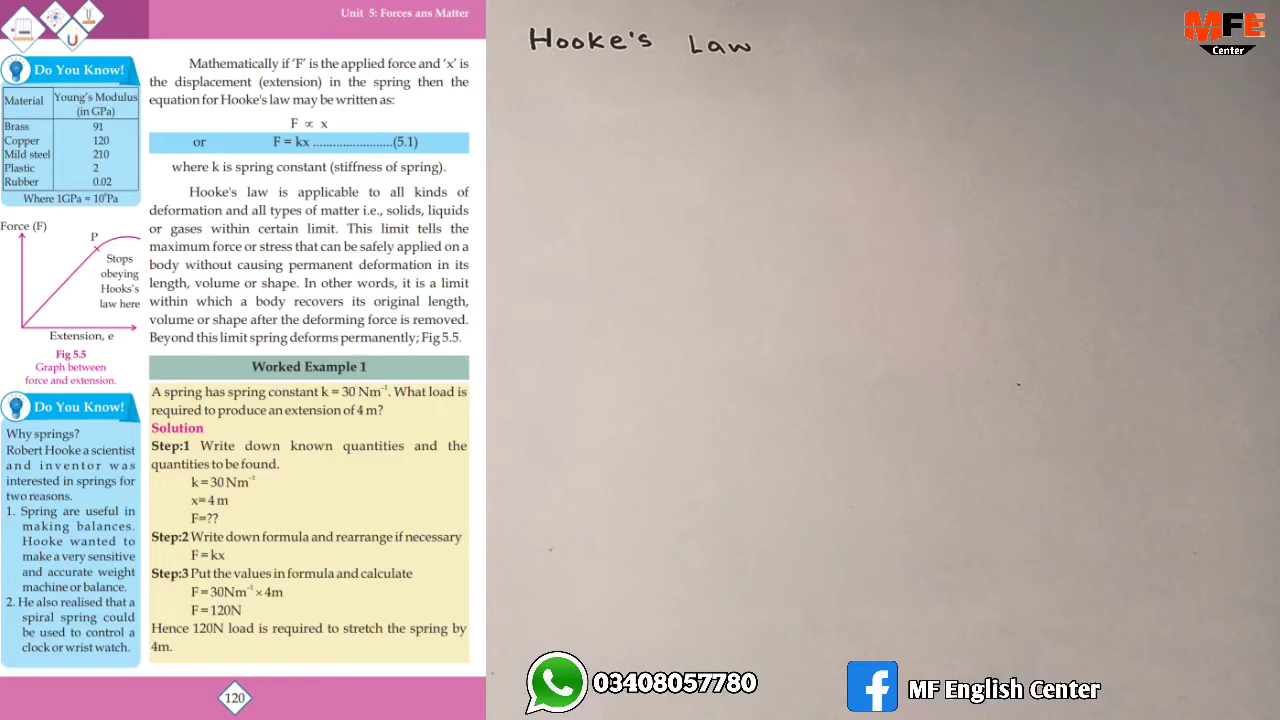 Unit 5: Forces ans Matter
Do You Know!
Material Young's Modulus (in GPa)
Brass 91
Copper 120
Mild steel 210
Plastic 2
Rubber 0.02
Where 1GPa = 10⁹Pa
Force (F)
P
Stops
obeying
Hooks's
law here
Extension, e
Fig 5.5
Graph between
force and extension.
Do You Know!
Why springs?
Robert Hooke a scientist
and inventor was
interested in springs for
two reasons.
1. Spring are useful in
making balances.
Hooke wanted to
make a very sensitive
and accurate weight
machine or balance.
2. He also realised that a
spiral spring could
be used to control a
clock or wrist watch.
Mathematically if 'F' is the applied force and 'x' is
the displacement (extension) in the spring then the
equation for Hooke's law may be written as:
F ∝ x
or F = kx ........................(5.1)
where k is spring constant (stiffness of spring).
Hooke's law is applicable to all kinds of
deformation and all types of matter i.e., solids, liquids
or gases within certain limit. This limit tells the
maximum force or stress that can be safely applied on a
body without causing permanent deformation in its
length, volume or shape. In other words, it is a limit
within which a body recovers its original length,
volume or shape after the deforming force is removed.
Beyond this limit spring deforms permanently; Fig 5.5.
Worked Example 1
A spring has spring constant k = 30 Nm⁻¹. What load is
required to produce an extension of 4 m?
Solution
Step:1 Write down known quantities and the
quantities to be found.
k = 30 Nm⁻¹
x= 4 m
F=??
Step:2 Write down formula and rearrange if necessary
F = kx
Step:3 Put the values in formula and calculate
F = 30Nm⁻¹ × 4m
F = 120N
Hence 120N load is required to stretch the spring by
4m.
120
Hooke's Law
MFE
Center
03408057780
MF English Center